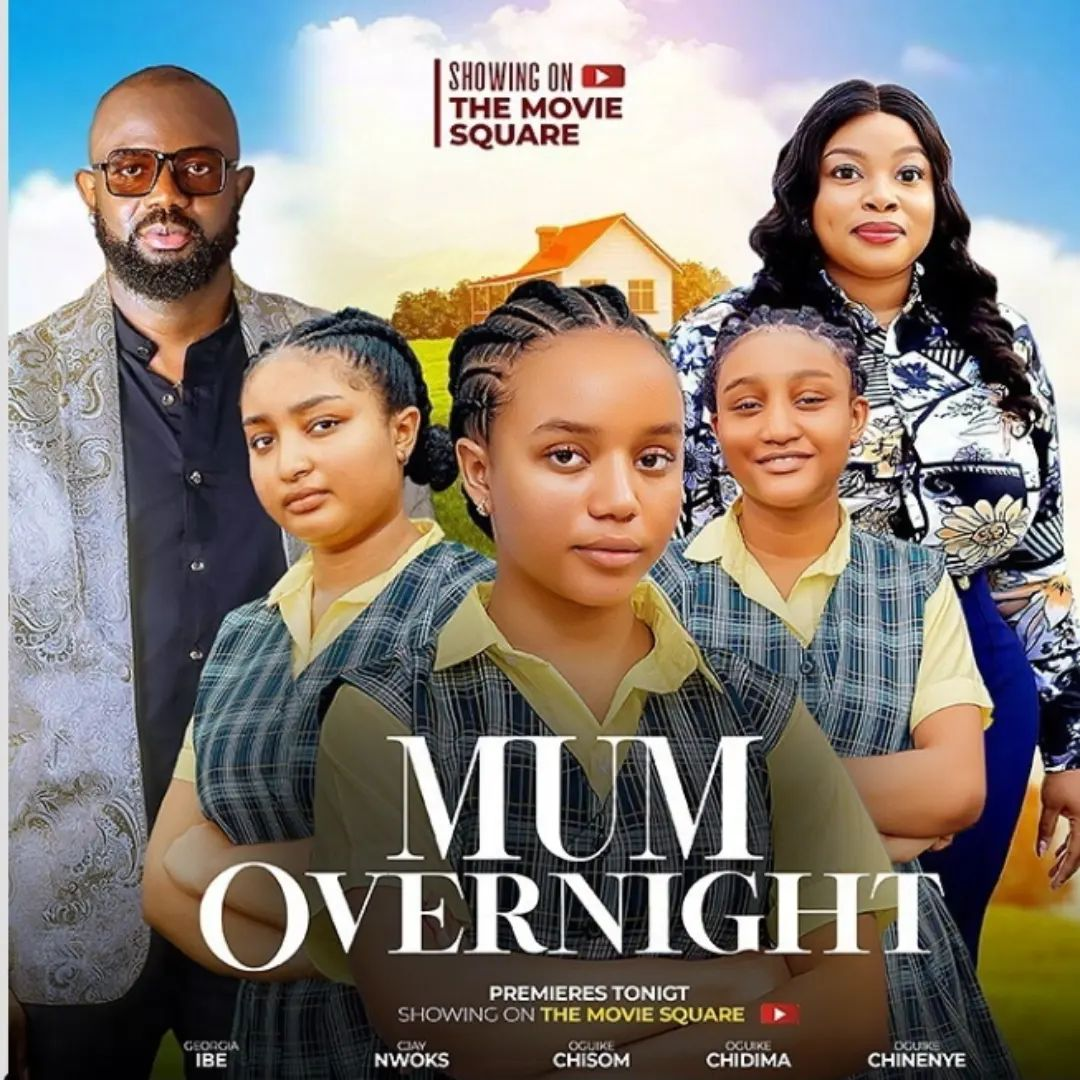 SHOWING ON
THE MOVIE
SQUARE
MUM
OVERNIGHT
PREMIERES TONIGT
SHOWING ON THE MOVIE SQUARE
GEORGIA
IBE
CJAY
NWOKS
OGUIKE
CHISOM
OGUIKE
CHIDIMA
OGUIKE
CHINENYE